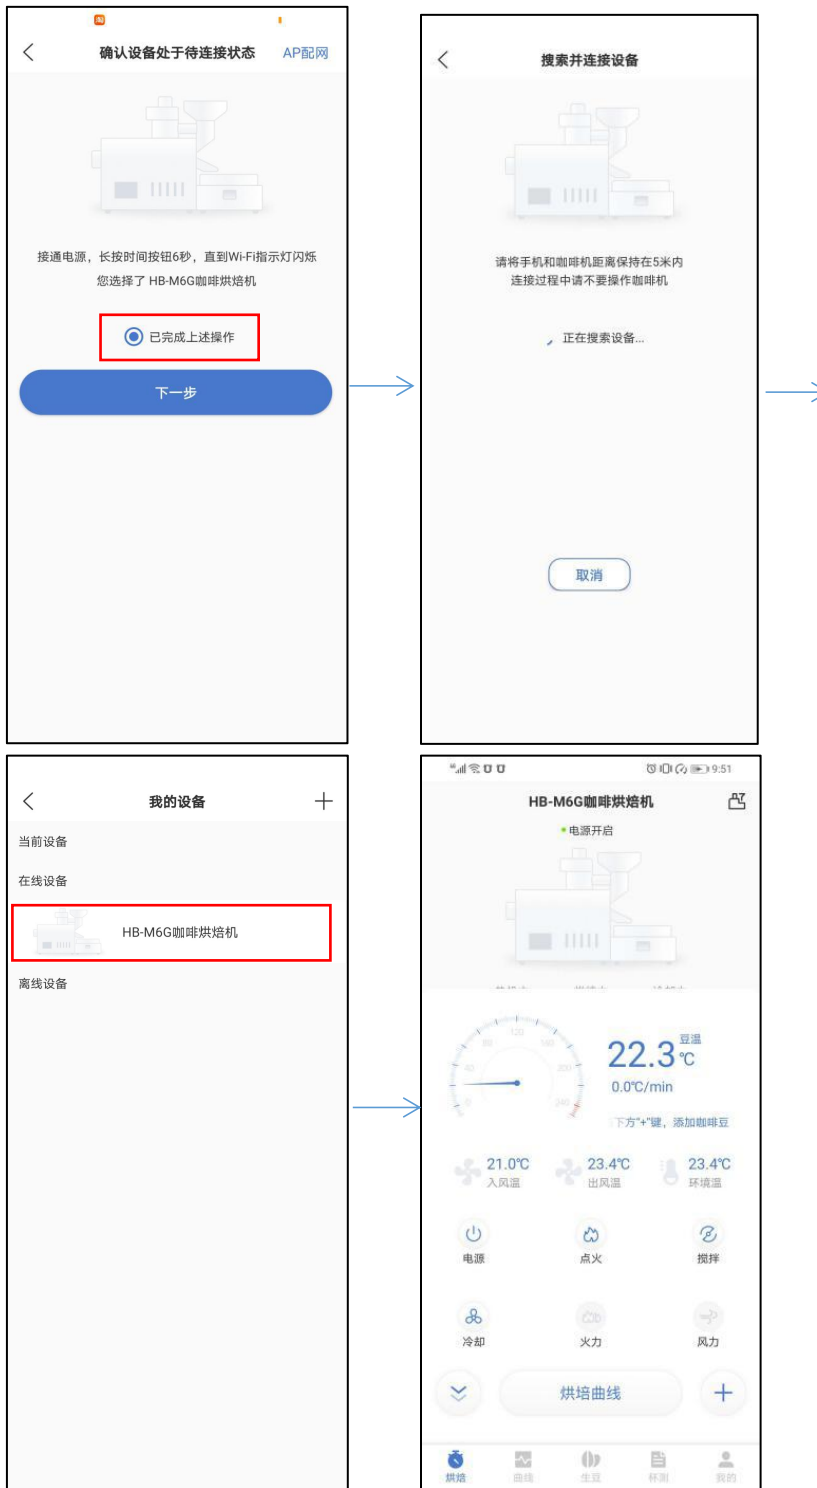 确认设备处于待连接状态
AP配网
接通电源，长按时间按钮6秒，直到Wi-Fi指示灯闪烁
您选择了 HB-M6G咖啡烘焙机
已完成上述操作
下一步
搜索并连接设备
请将手机和咖啡机距离保持在5米内
连接过程中请不要操作咖啡机
正在搜索设备...
取消
我的设备
当前设备
在线设备
HB-M6G咖啡烘焙机
离线设备
9:51
HB-M6G咖啡烘焙机
电源开启
0
40
80
120
160
200
240
22.3
豆温
℃
0.0℃/min
下方"+"键，添加咖啡豆
21.0℃
入风温
23.4℃
出风温
23.4℃
环境温
电源
点火
搅拌
冷却
火力
风力
烘培曲线
烘焙
曲线
生豆
杯测
我的